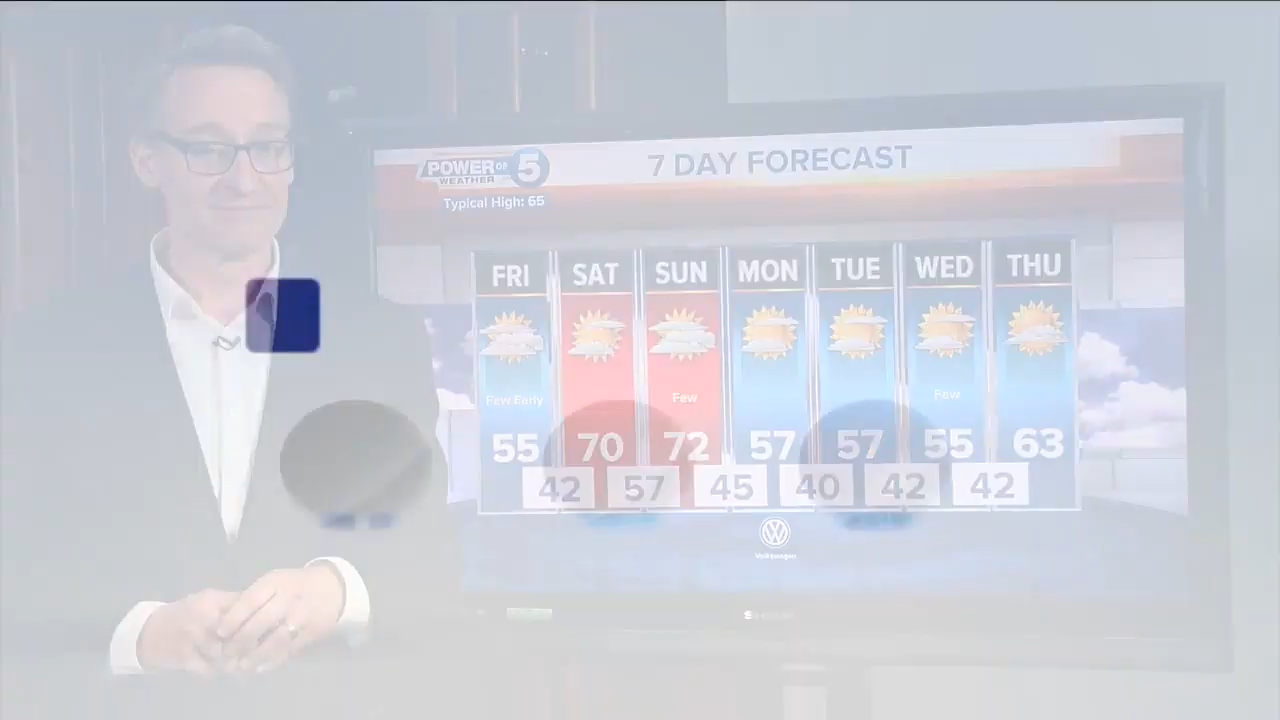 7 DAY FORECAST
POWER OF 5
WEATHER
Typical High: 65
FRI SAT SUN MON TUE WED THU
Few Early Few Few
55 70 72 57 57 55 63
42 57 45 40 42 42
Volkswagen